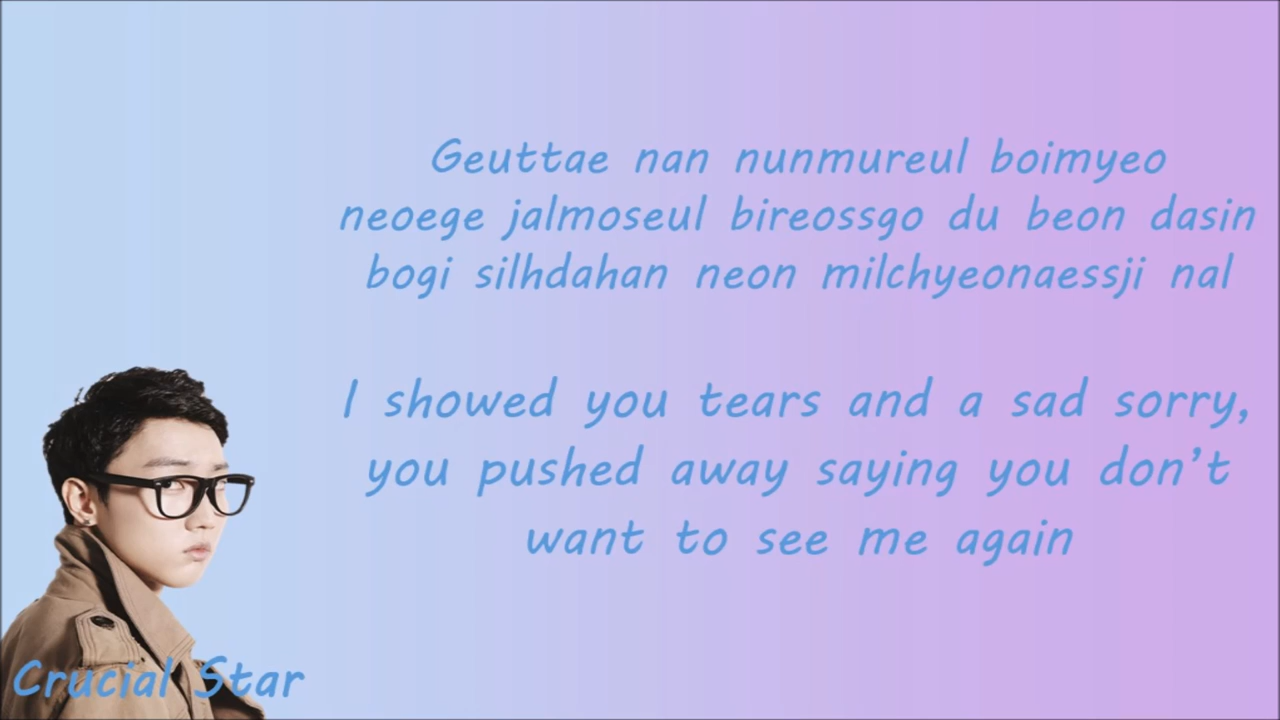 Geuttae nan nunmureul boimyeo
neoege jalmoseul bireossgo du beon dasin
bogi silhdahan neon milchyeonaessji nal
I showed you tears and a sad sorry,
you pushed away saying you don't
want to see me again
Crucial Star